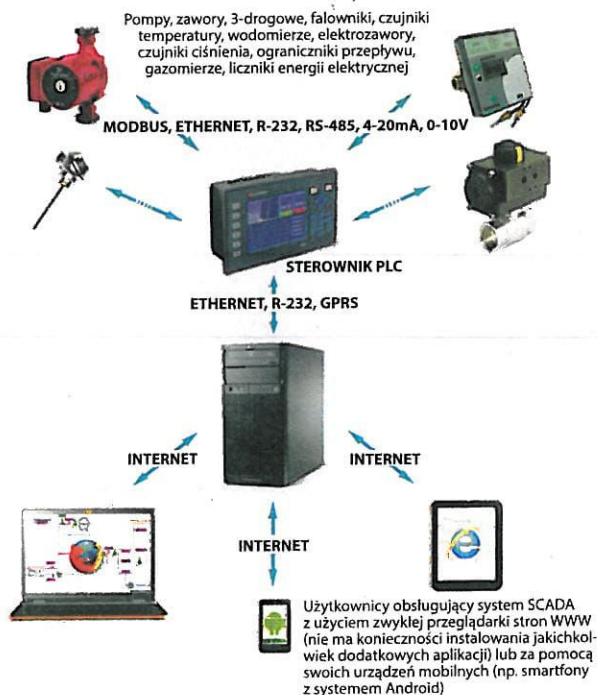 Pompy, zawory, 3-drogowe, falowniki, czujniki
temperatury, wodomierze, elektrozawory,
czujniki ciśnienia, ograniczniki przepływu,
gazomierze, liczniki energii elektrycznej
MODBUS, ETHERNET, R-232, RS-485, 4-20mA, 0-10V
STEROWNIK PLC
ETHERNET, R-232, GPRS
INTERNET
INTERNET
INTERNET
Użytkownicy obsługujący system SCADA
z użyciem zwykłej przeglądarki stron WWW
(nie ma konieczności instalowania jakichkol-
wiek dodatkowych aplikacji) lub za pomocą
swoich urządzeń mobilnych (np. smartfony
z systemem Android)